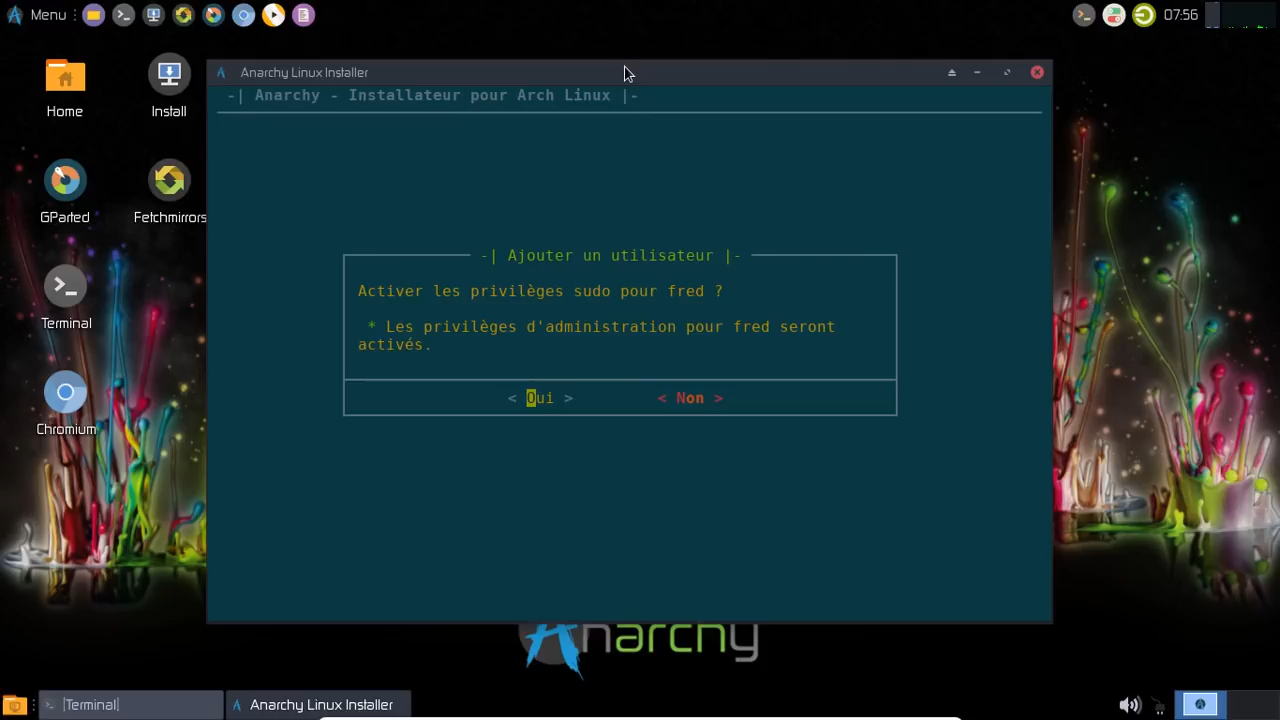 Menu
07:56
Home
Install
GParted
Fetchmirrors
Terminal
Chromium
Anarchy Linux Installer
-| Anarchy - Installateur pour Arch Linux |-
-| Ajouter un utilisateur |-
Activer les privilèges sudo pour fred ?
* Les privilèges d'administration pour fred seront
activés.
< Oui >
< Non >
Anarchy
[Terminal]
Anarchy Linux Installer